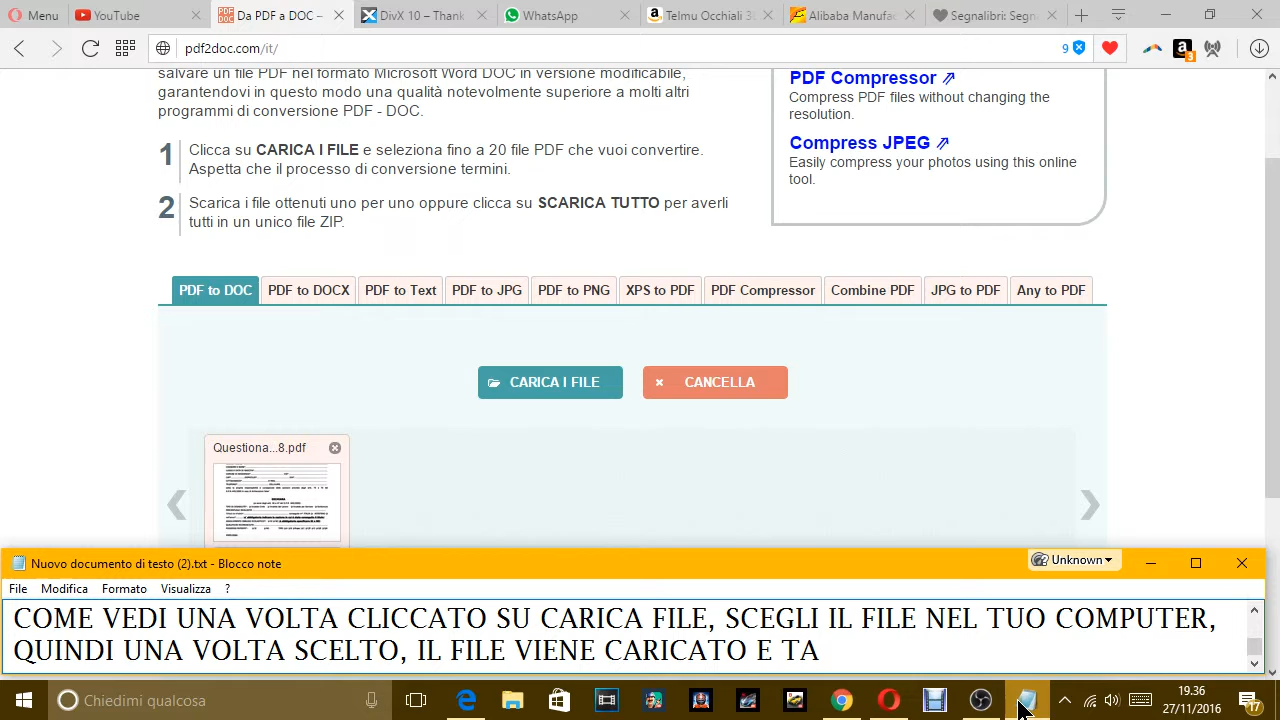 Menu
YouTube
Da PDF a DOC –
DivX 10 – Thank
WhatsApp
Telmu Occhiali 3D
Alibaba Manufac
Segnalibri: Segna
pdf2doc.com/it/
9
3
salvare un file PDF nel formato Microsoft Word DOC in versione modificabile,
garantendovi in questo modo una qualità notevolmente superiore a molti altri
programmi di conversione PDF - DOC.
1 Clicca su CARICA I FILE e seleziona fino a 20 file PDF che vuoi convertire.
Aspetta che il processo di conversione termini.
2 Scarica i file ottenuti uno per uno oppure clicca su SCARICA TUTTO per averli
tutti in un unico file ZIP.
PDF Compressor
Compress PDF files without changing the
resolution.
Compress JPEG
Easily compress your photos using this online
tool.
PDF to DOC
PDF to DOCX
PDF to Text
PDF to JPG
PDF to PNG
XPS to PDF
PDF Compressor
Combine PDF
JPG to PDF
Any to PDF
CARICA I FILE
CANCELLA
Questiona...8.pdf
Nuovo documento di testo (2).txt - Blocco note
Unknown
File Modifica Formato Visualizza ?
COME VEDI UNA VOLTA CLICCATO SU CARICA FILE, SCEGLI IL FILE NEL TUO COMPUTER,
QUINDI UNA VOLTA SCELTO, IL FILE VIENE CARICATO E TA
Chiedimi qualcosa
19.36
27/11/2016
17